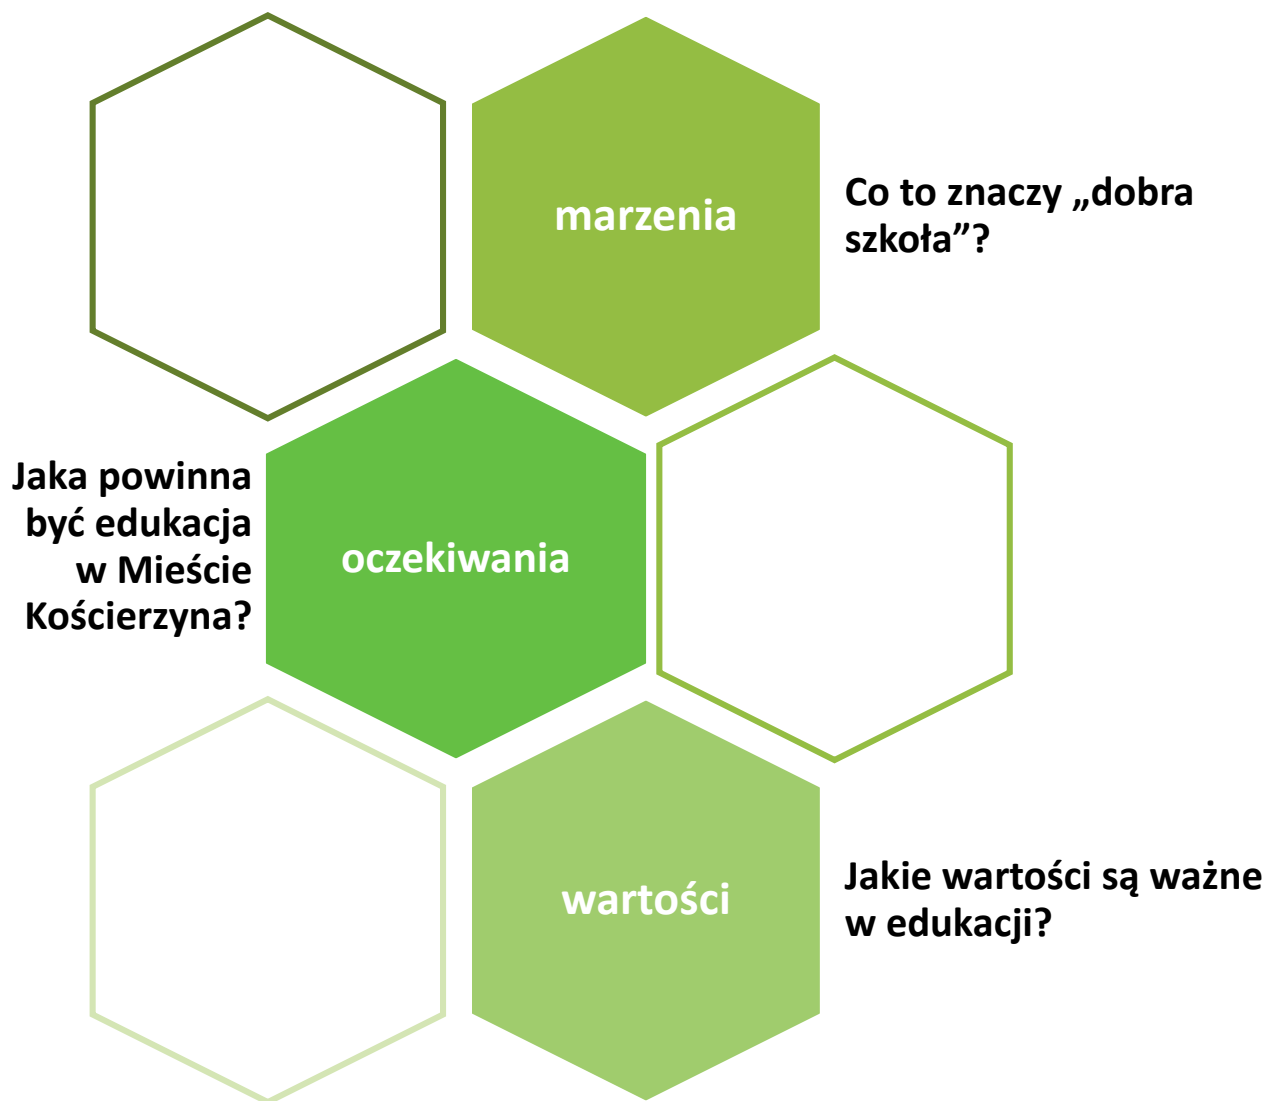 marzenia
Co to znaczy „dobra
szkoła”?
Jaka powinna
być edukacja
w Mieście
Kościerzyna?
oczekiwania
wartości
Jakie wartości są ważne
w edukacji?